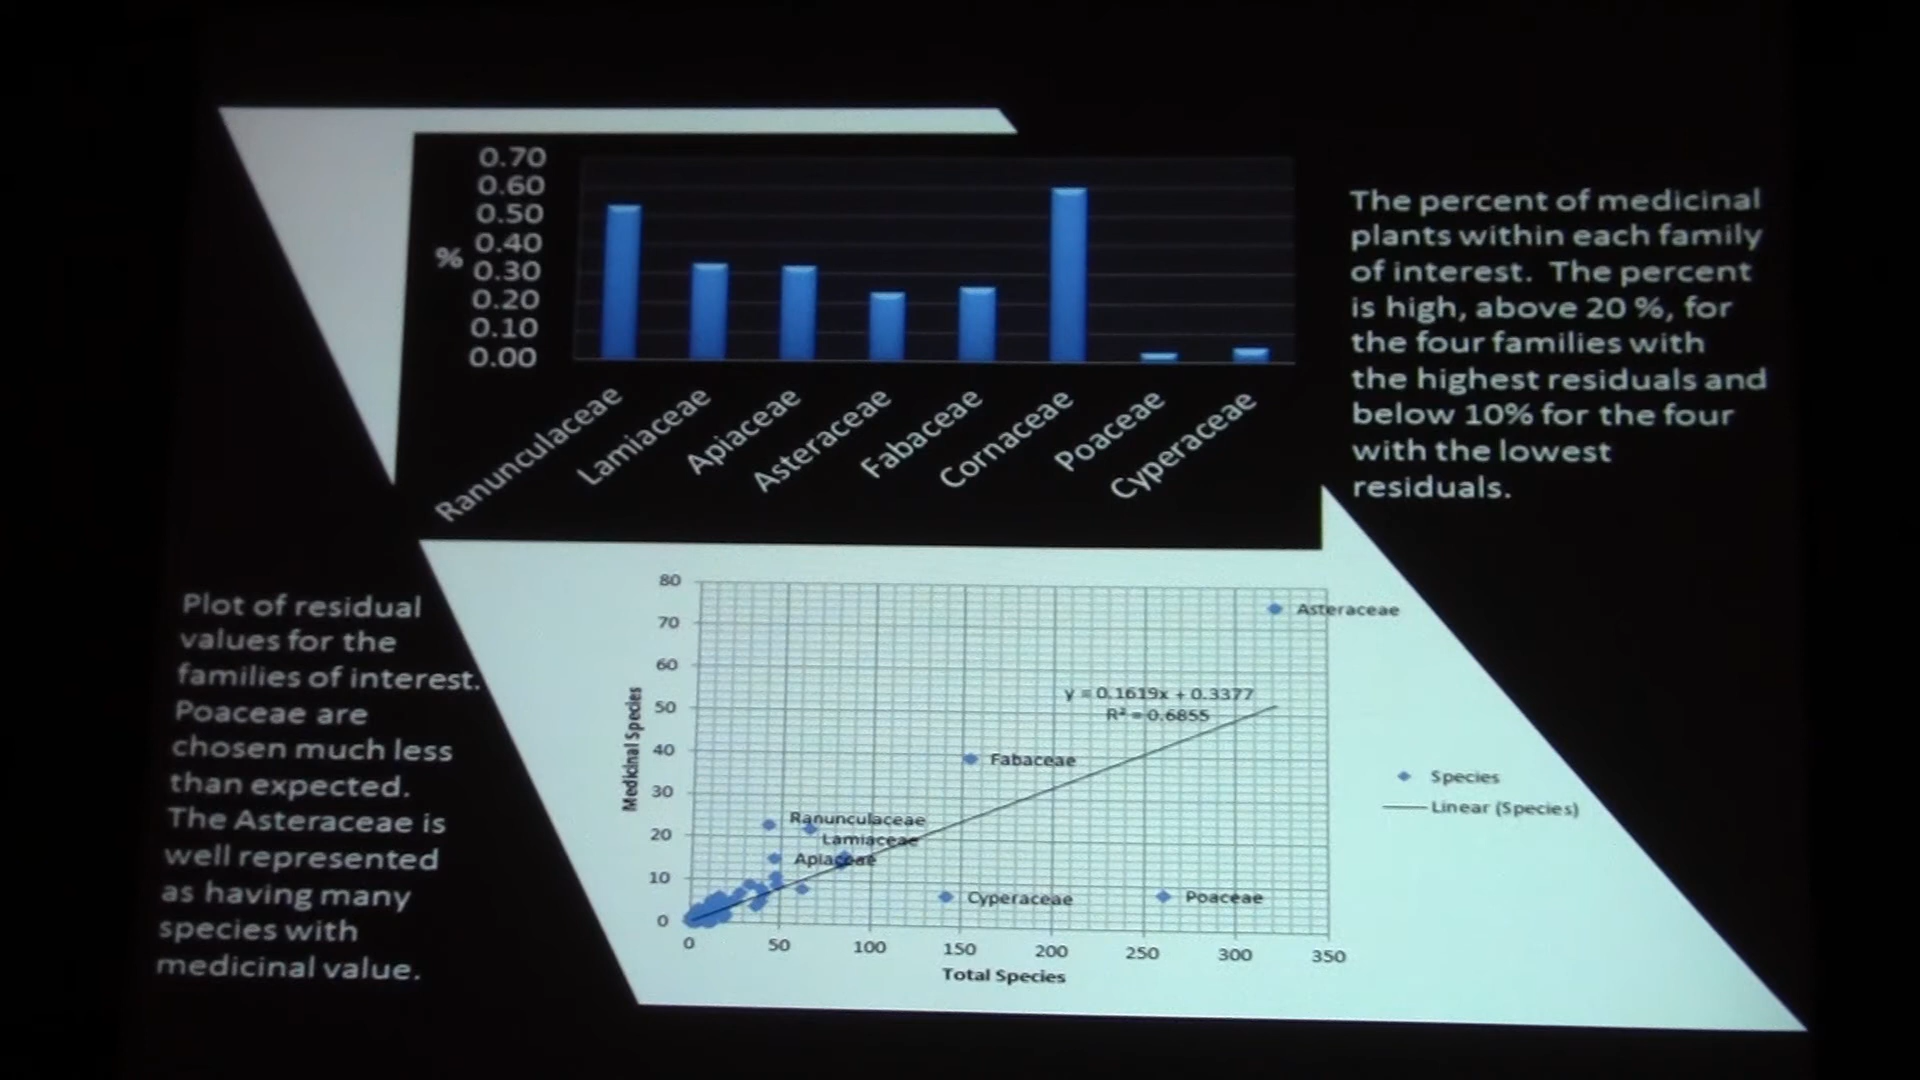 0.70
0.60
0.50
0.40
%
0.30
0.20
0.10
0.00
Ranunculaceae
Lamiaceae
Apiaceae
Asteraceae
Fabaceae
Cornaceae
Poaceae
Cyperaceae
The percent of medicinal
plants within each family
of interest. The percent
is high, above 20 %, for
the four families with
the highest residuals and
below 10% for the four
with the lowest
residuals.
Plot of residual
values for the
families of interest.
Poaceae are
chosen much less
than expected.
The Asteraceae is
well represented
as having many
species with
medicinal value.
80
70
60
50
40
30
20
10
0
Medicinal Species
Asteraceae
y = 0.1619x + 0.3377
R² = 0.6855
Fabaceae
Ranunculaceae
Lamiaceae
Apiaceae
Cyperaceae
Poaceae
Species
Linear (Species)
0 50 100 150 200 250 300 350
Total Species